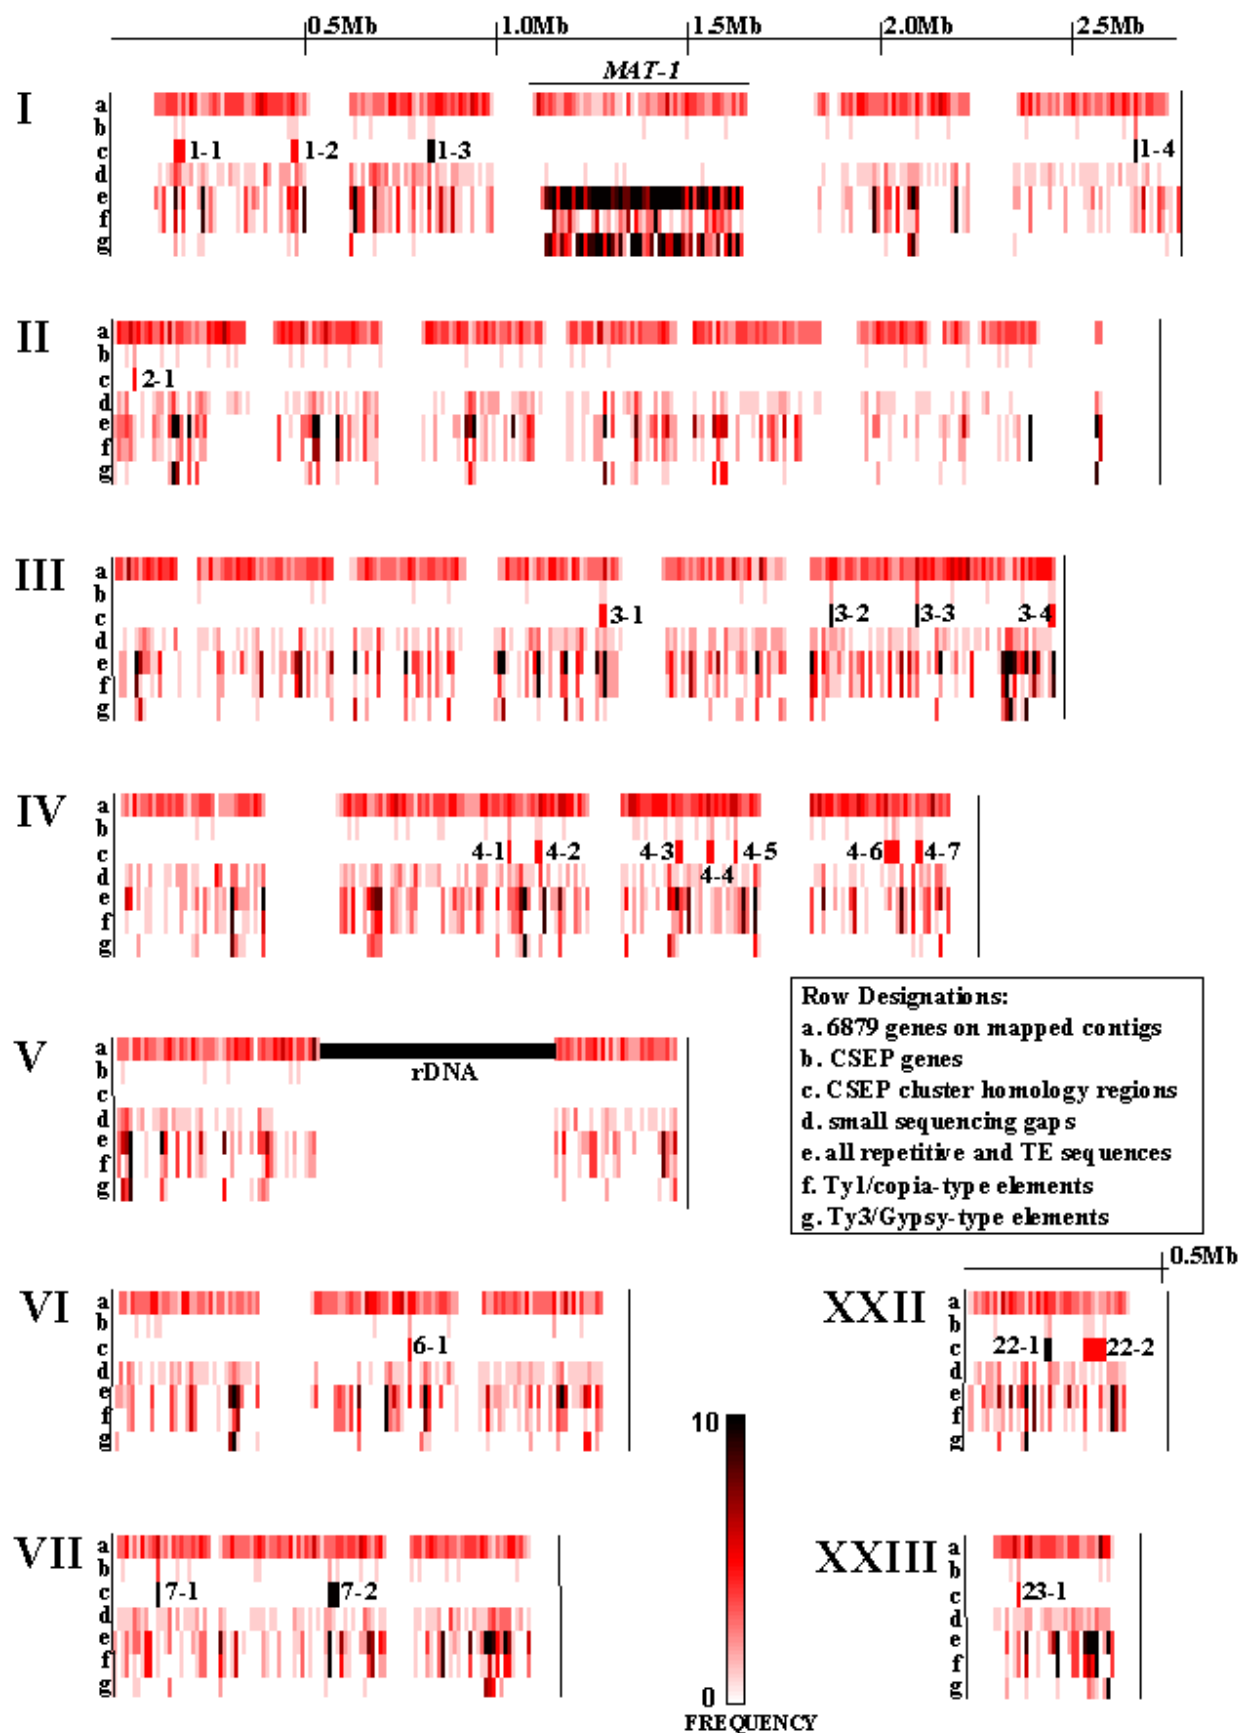 0.5Mb 1.0Mb 1.5Mb 2.0Mb 2.5Mb
MAT-1
I
a
b
c 1-1 1-2 1-3 1-4
d
e
f
g
II
a
b
c 2-1
d
e
f
g
III
a
b
c 3-1 3-2 3-3 3-4
d
e
f
g
IV
a
b
c 4-1 4-2 4-3 4-5 4-6 4-7
d 4-4
e
f
g
V
a
b rDNA
c
d
e
f
g
Row Designations:
a. 6879 genes on mapped contigs
b. CSEP genes
c. CSEP cluster homology regions
d. small sequencing gaps
e. all repetitive and TE sequences
f. Ty1/copia-type elements
g. Ty3/Gypsy-type elements
VI
a
b
c 6-1
d
e
f
g
0.5Mb
XXII
a
b
c 22-1 22-2
d
e
f
g
VII
a
b
c 7-1 7-2
d
e
f
g
10
0
FREQUENCY
XXIII
a
b
c 23-1
d
e
f
g